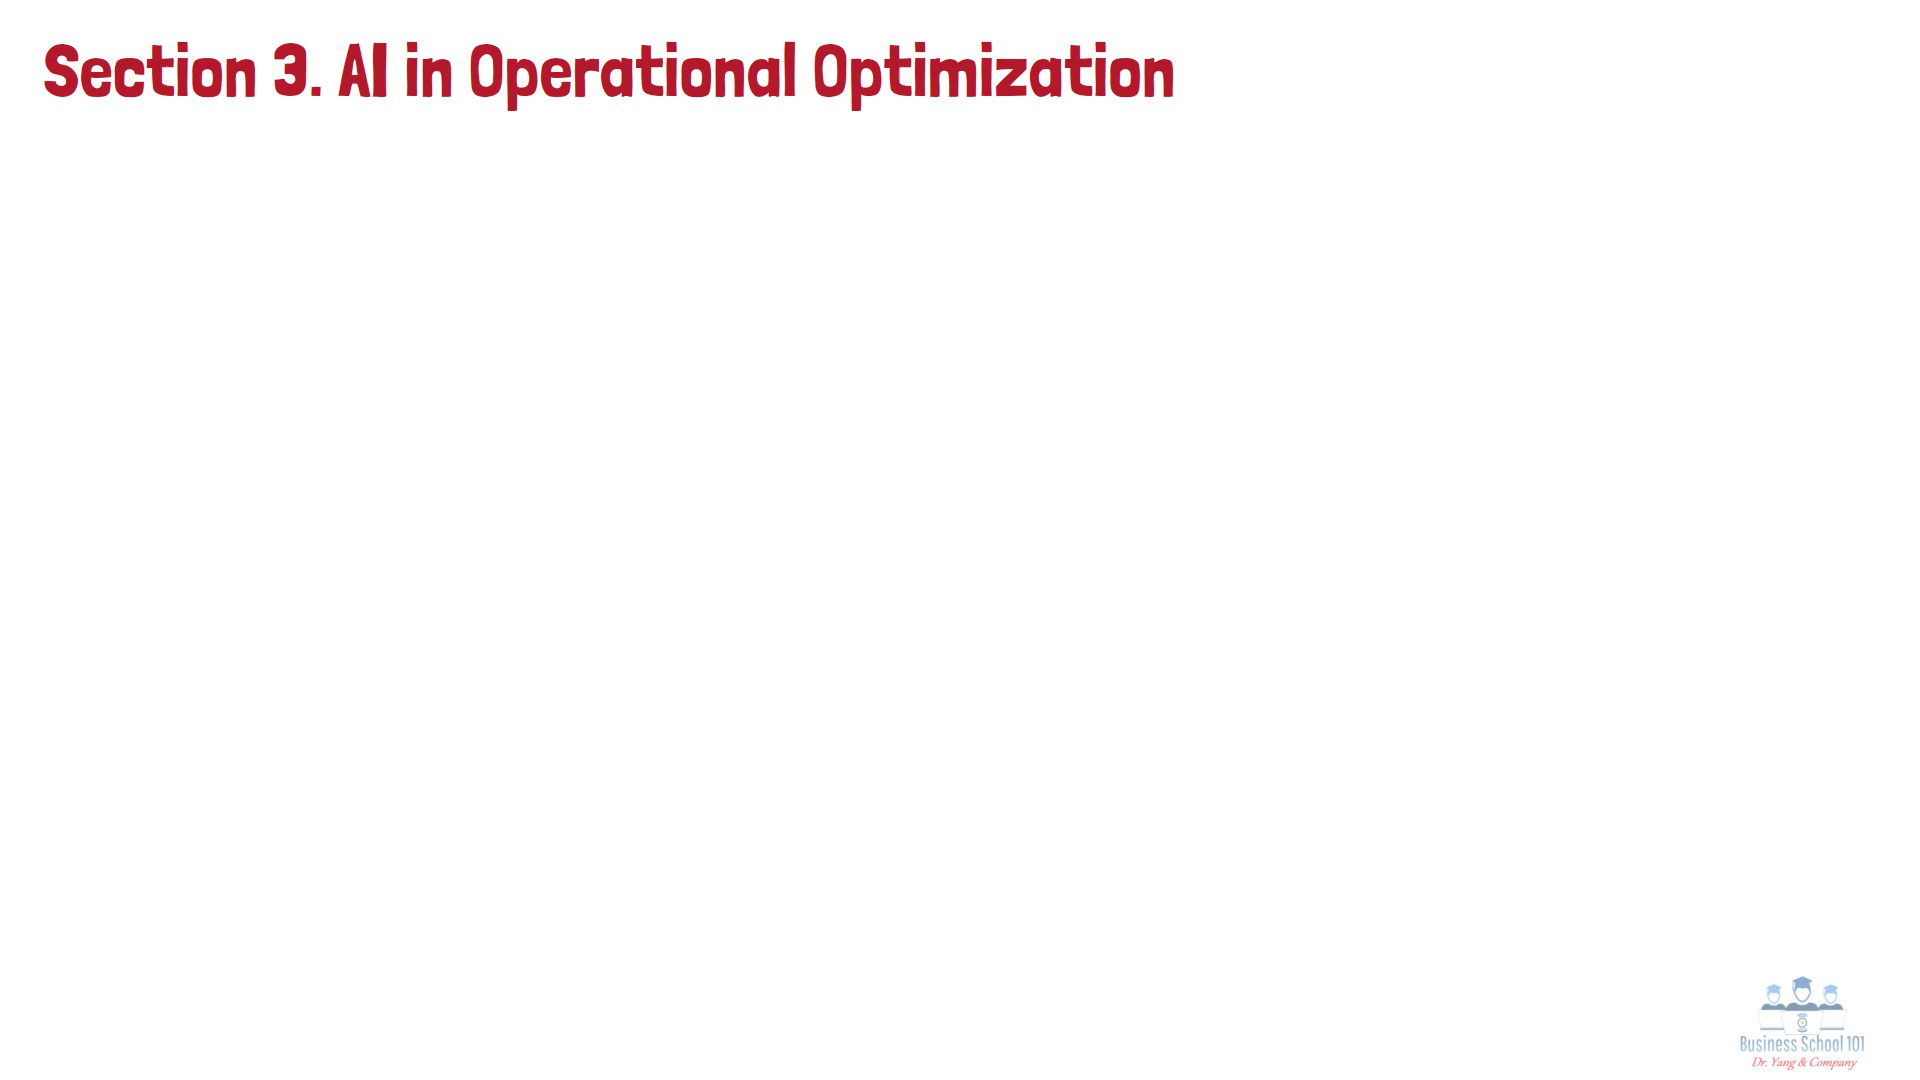 Section 3. AI in Operational Optimization
Business School 101
Dr. Yang & Company